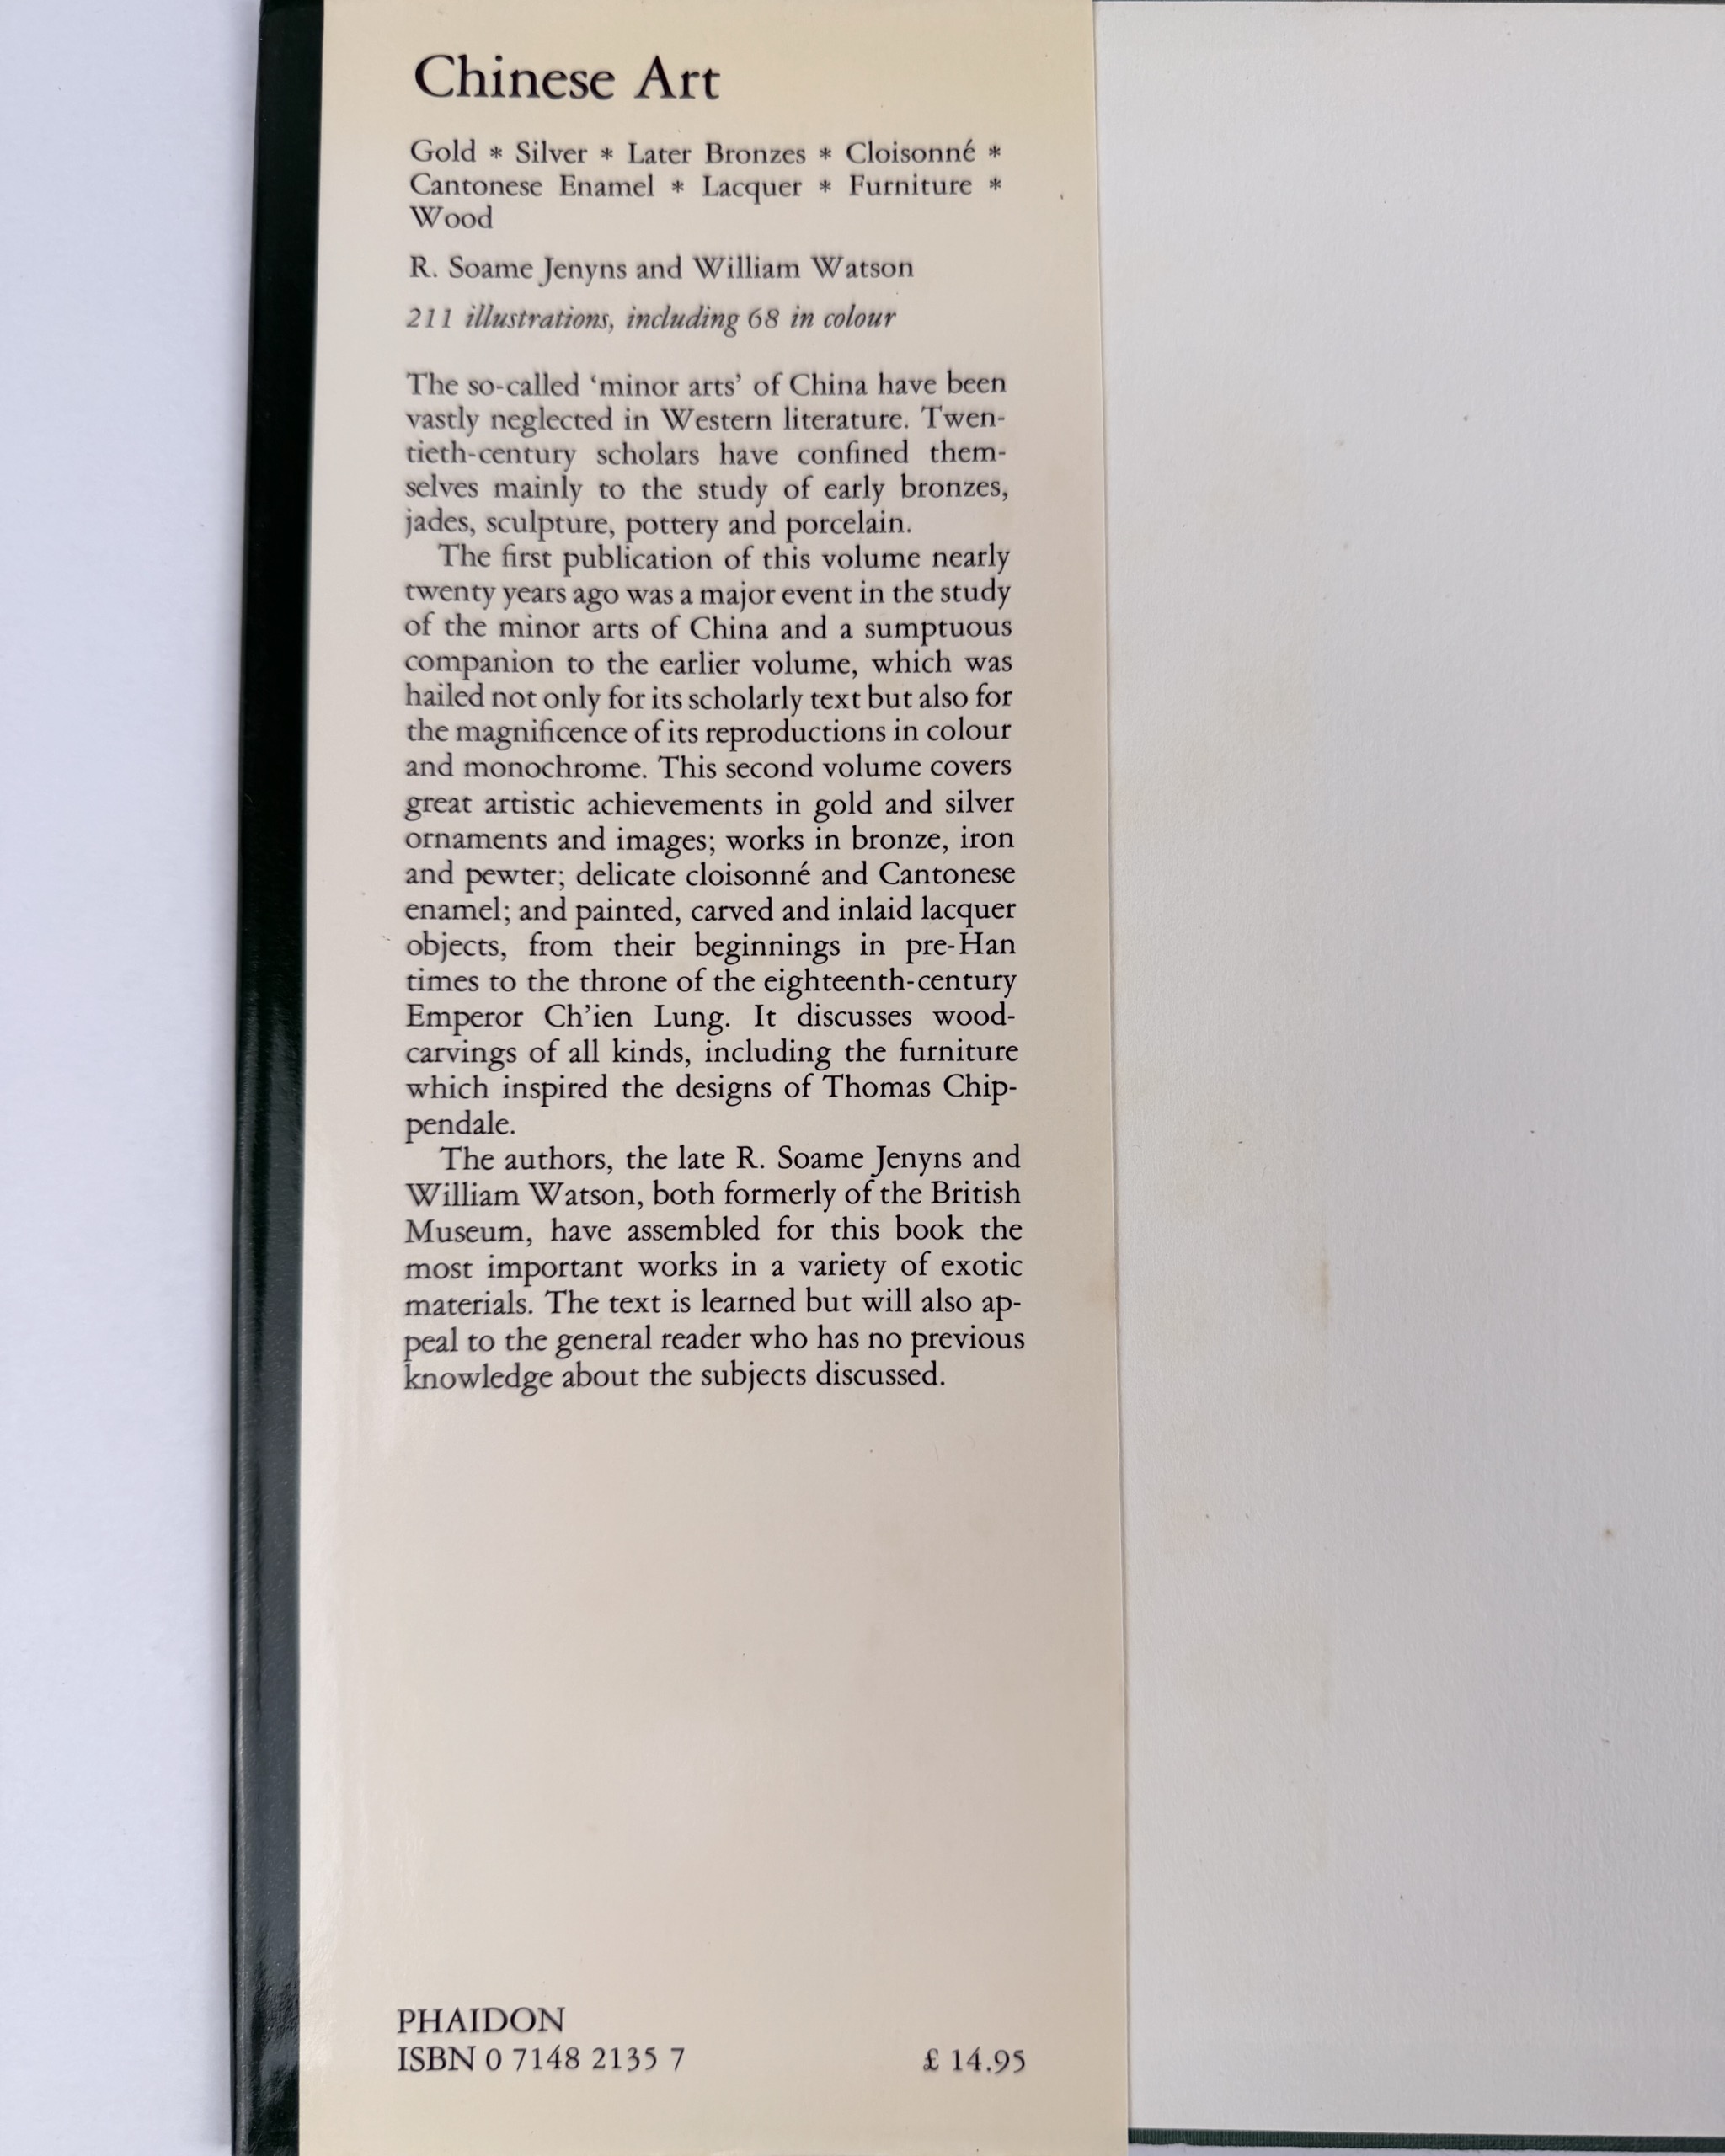 Chinese Art
Gold * Silver * Later Bronzes * Cloisonné *
Cantonese Enamel * Lacquer * Furniture *
Wood
R. Soame Jenyns and William Watson
211 illustrations, including 68 in colour
The so-called ‘minor arts’ of China have been
vastly neglected in Western literature. Twen-
tieth-century scholars have confined them-
selves mainly to the study of early bronzes,
jades, sculpture, pottery and porcelain.
The first publication of this volume nearly
twenty years ago was a major event in the study
of the minor arts of China and a sumptuous
companion to the earlier volume, which was
hailed not only for its scholarly text but also for
the magnificence of its reproductions in colour
and monochrome. This second volume covers
great artistic achievements in gold and silver
ornaments and images; works in bronze, iron
and pewter; delicate cloisonné and Cantonese
enamel; and painted, carved and inlaid lacquer
objects, from their beginnings in pre-Han
times to the throne of the eighteenth-century
Emperor Ch’ien Lung. It discusses wood-
carvings of all kinds, including the furniture
which inspired the designs of Thomas Chip-
pendale.
The authors, the late R. Soame Jenyns and
William Watson, both formerly of the British
Museum, have assembled for this book the
most important works in a variety of exotic
materials. The text is learned but will also ap-
peal to the general reader who has no previous
knowledge about the subjects discussed.
PHAIDON
ISBN 0 7148 2135 7 £ 14.95